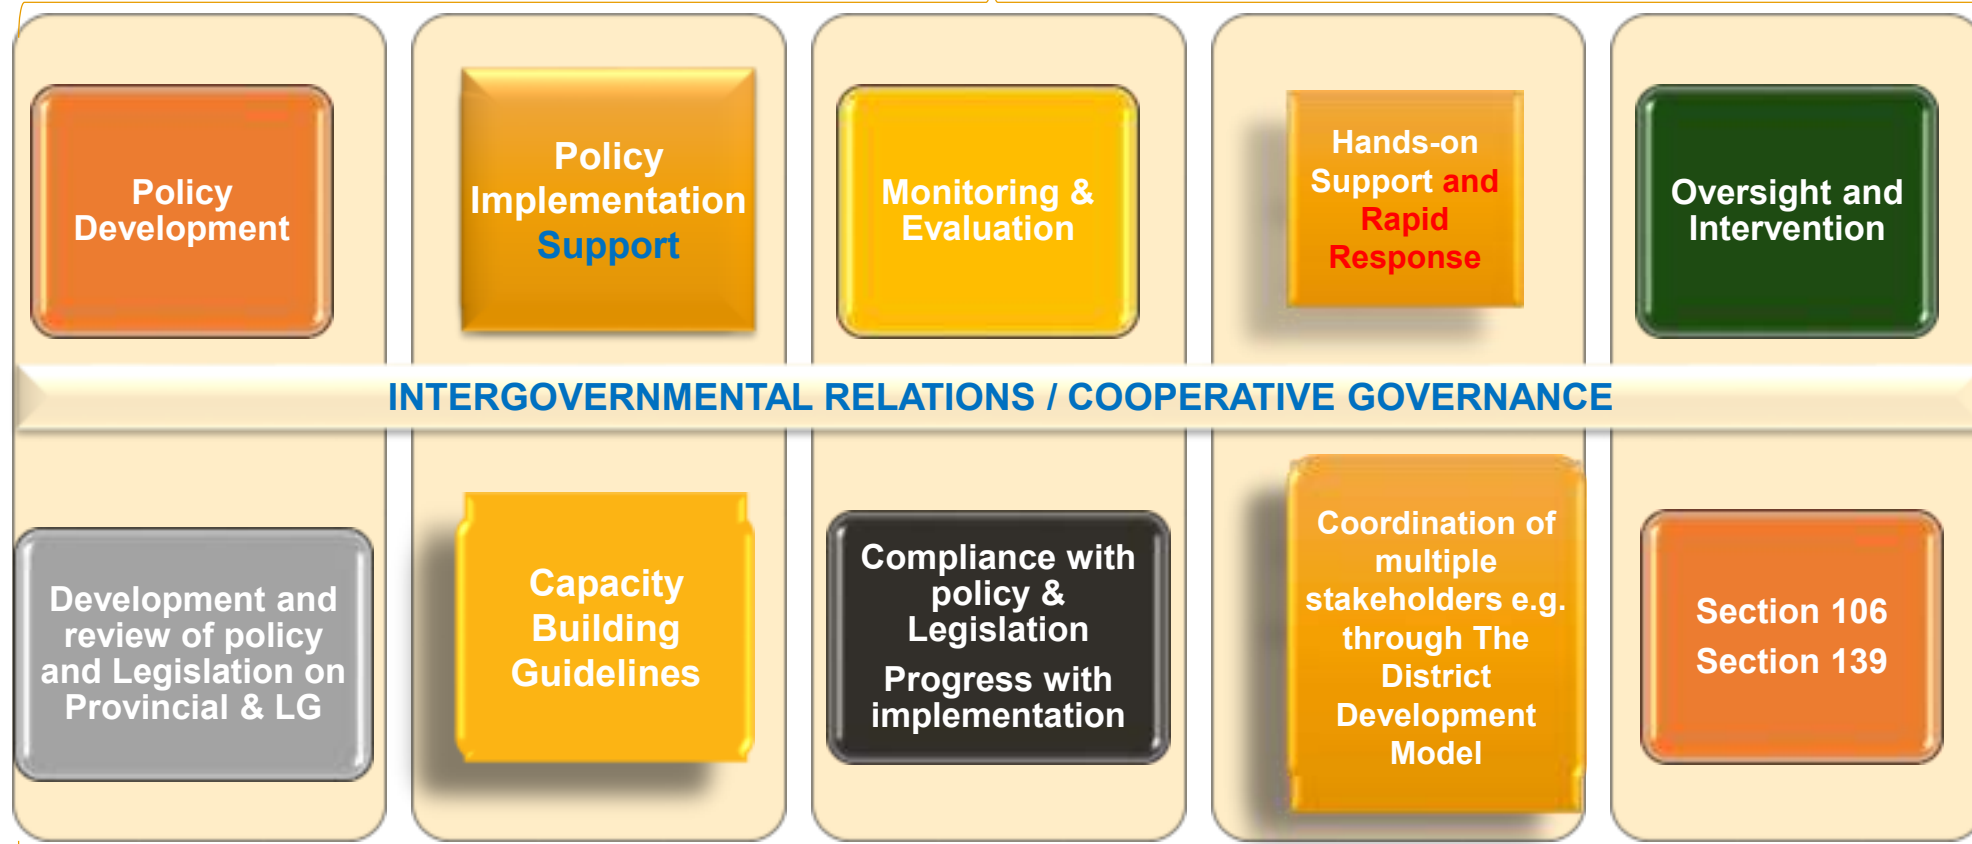 Policy
Development
Policy
Implementation
Support
Monitoring &
Evaluation
Hands-on
Support and
Rapid
Response
Oversight and
Intervention
INTERGOVERNMENTAL RELATIONS / COOPERATIVE GOVERNANCE
Development and
review of policy
and Legislation on
Provincial & LG
Capacity
Building
Guidelines
Compliance with
policy &
Legislation
Progress with
implementation
Coordination of
multiple
stakeholders e.g.
through The
District
Development
Model
Section 106
Section 139